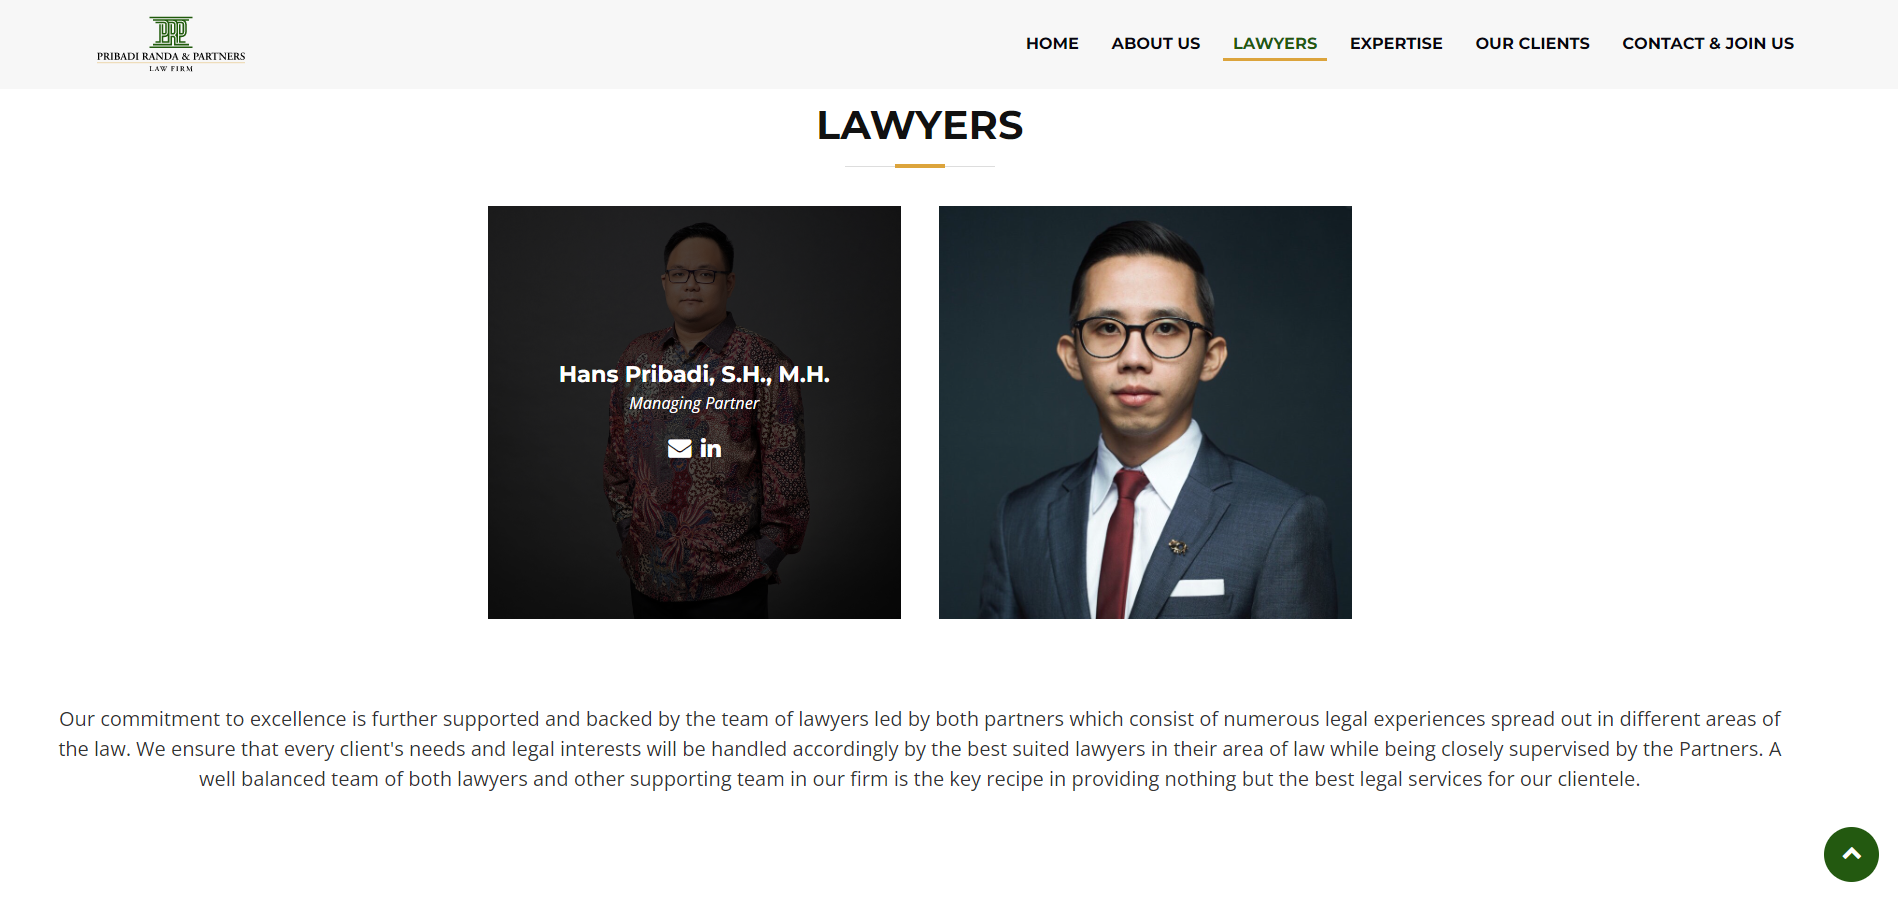 PRP
PRIBADI RANDA & PARTNERS
LAW FIRM
HOME ABOUT US LAWYERS EXPERTISE OUR CLIENTS CONTACT & JOIN US
LAWYERS
Hans Pribadi, S.H., M.H.
Managing Partner
in
Our commitment to excellence is further supported and backed by the team of lawyers led by both partners which consist of numerous legal experiences spread out in different areas of
the law. We ensure that every client's needs and legal interests will be handled accordingly by the best suited lawyers in their area of law while being closely supervised by the Partners. A
well balanced team of both lawyers and other supporting team in our firm is the key recipe in providing nothing but the best legal services for our clientele.